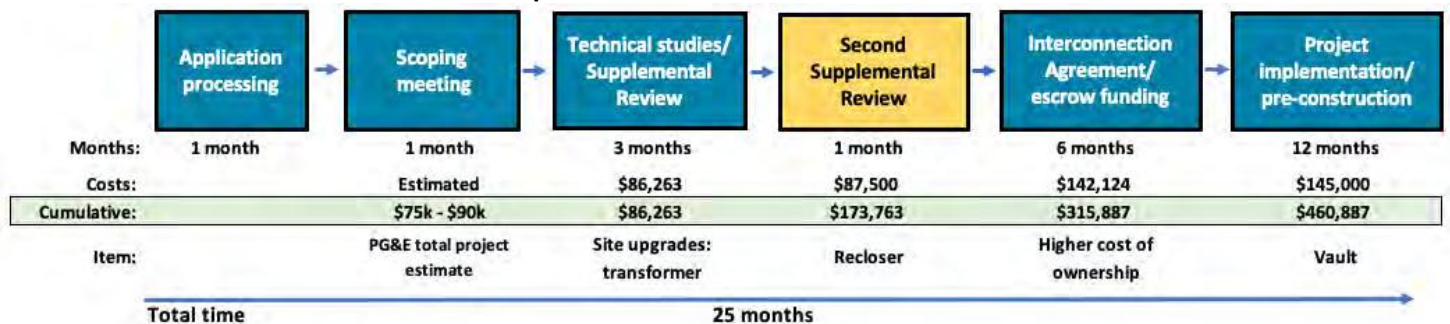 Application
processing
Scoping
meeting
Technical studies/
Supplemental
Review
Second
Supplemental
Review
Interconnection
Agreement/
escrow funding
Project
implementation/
pre-construction
Months: 1 month 1 month 3 months 1 month 6 months 12 months
Costs: Estimated $86,263 $87,500 $142,124 $145,000
Cumulative: $75k - $90k $86,263 $173,763 $315,887 $460,887
Item:
PG&E total project
estimate
Site upgrades:
transformer
Recloser
Higher cost of
ownership
Vault
Total time 25 months